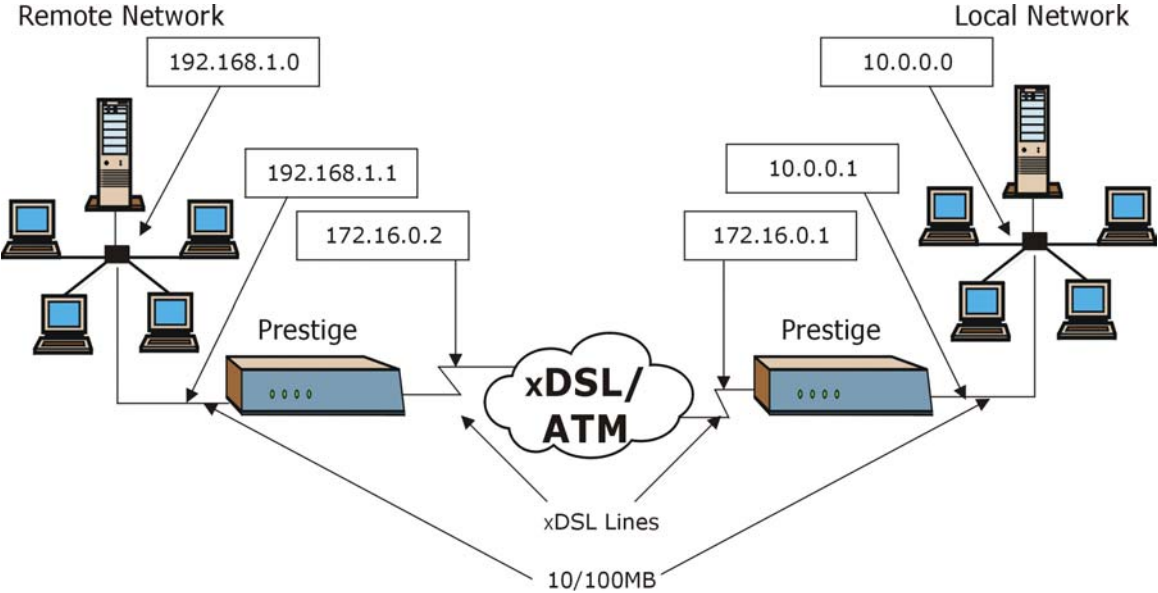 Remote Network
Local Network
192.168.1.0
10.0.0.0
192.168.1.1
10.0.0.1
172.16.0.2
172.16.0.1
Prestige
Prestige
xDSL/
ATM
xDSL Lines
10/100MB